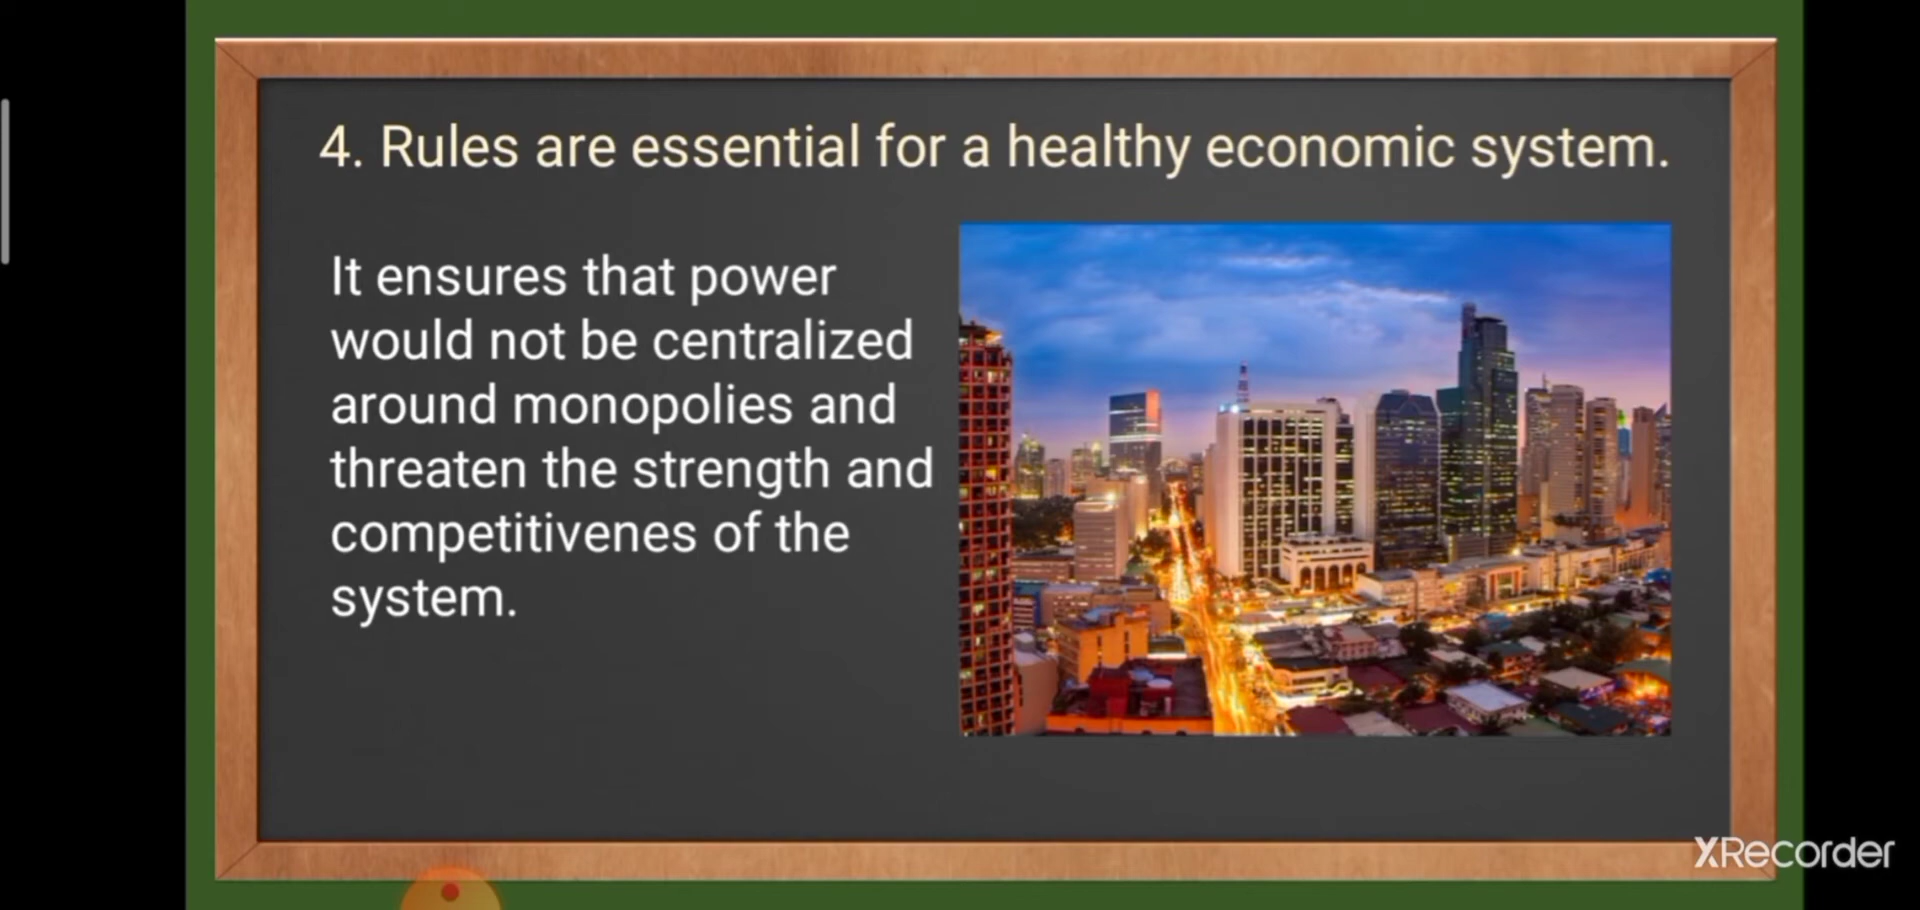 4. Rules are essential for a healthy economic system.
It ensures that power
would not be centralized
around monopolies and
threaten the strength and
competitivenes of the
system.
XRecorder